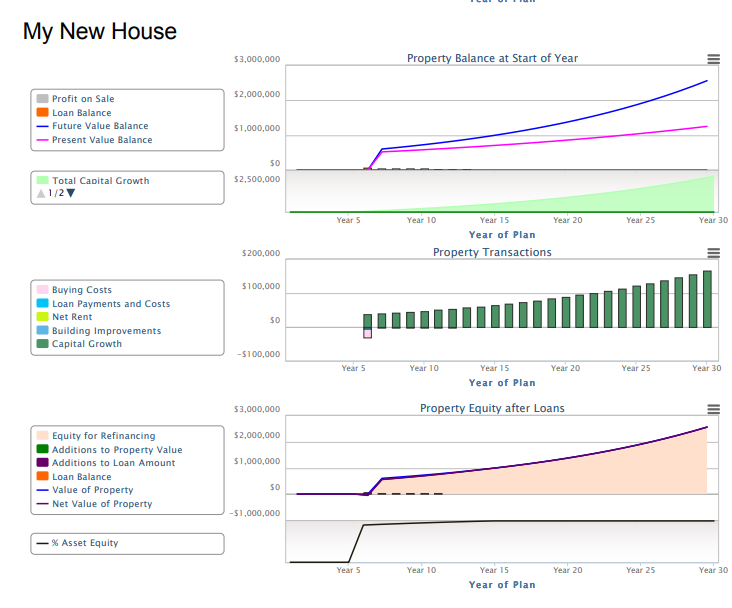 Year of Plan
My New House
Property Balance at Start of Year
$3,000,000
$2,000,000
$1,000,000
$0
$2,500,000
Profit on Sale
Loan Balance
Future Value Balance
Present Value Balance
Total Capital Growth
1/2
Year 5 Year 10 Year 15 Year 20 Year 25 Year 30
Year of Plan
Property Transactions
$200,000
$100,000
$0
-$100,000
Buying Costs
Loan Payments and Costs
Net Rent
Building Improvements
Capital Growth
Year 5 Year 10 Year 15 Year 20 Year 25 Year 30
Year of Plan
Property Equity after Loans
$3,000,000
$2,000,000
$1,000,000
$0
-$1,000,000
Equity for Refinancing
Additions to Property Value
Additions to Loan Amount
Loan Balance
Value of Property
Net Value of Property
% Asset Equity
Year 5 Year 10 Year 15 Year 20 Year 25 Year 30
Year of Plan